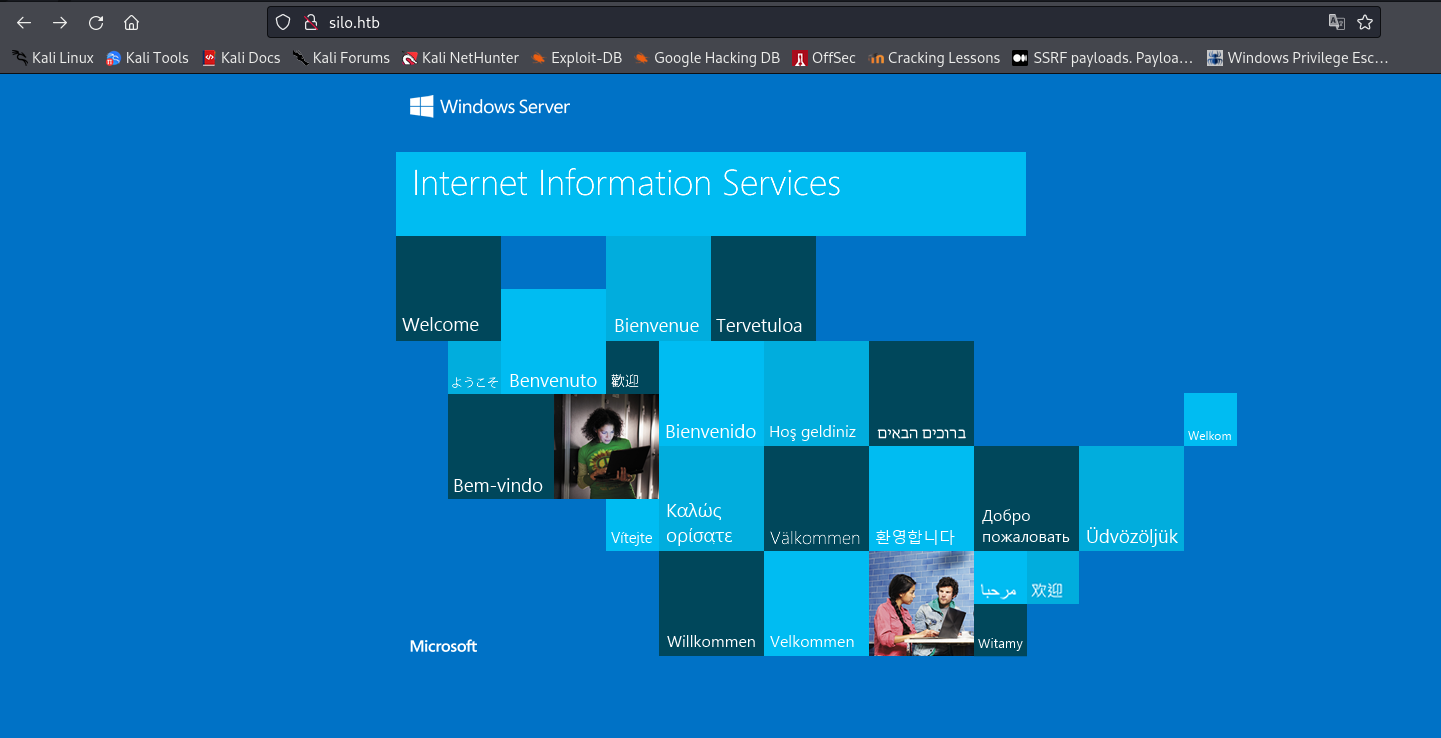 silo.htb
Kali Linux Kali Tools Kali Docs Kali Forums Kali NetHunter Exploit-DB Google Hacking DB OffSec Cracking Lessons SSRF payloads. Payloa… Windows Privilege Esc…
Windows Server
Internet Information Services
Welcome
Bienvenue
Tervetuloa
ようこそ
Benvenuto
歡迎
Bienvenido
Hoş geldiniz
ברוכים הבאים
Welkom
Bem-vindo
Vítejte
Καλώς
ορίσατε
Välkommen
환영합니다
Добро
пожаловать
Üdvözöljük
مرحبا
欢迎
Microsoft
Willkommen
Velkommen
Witamy